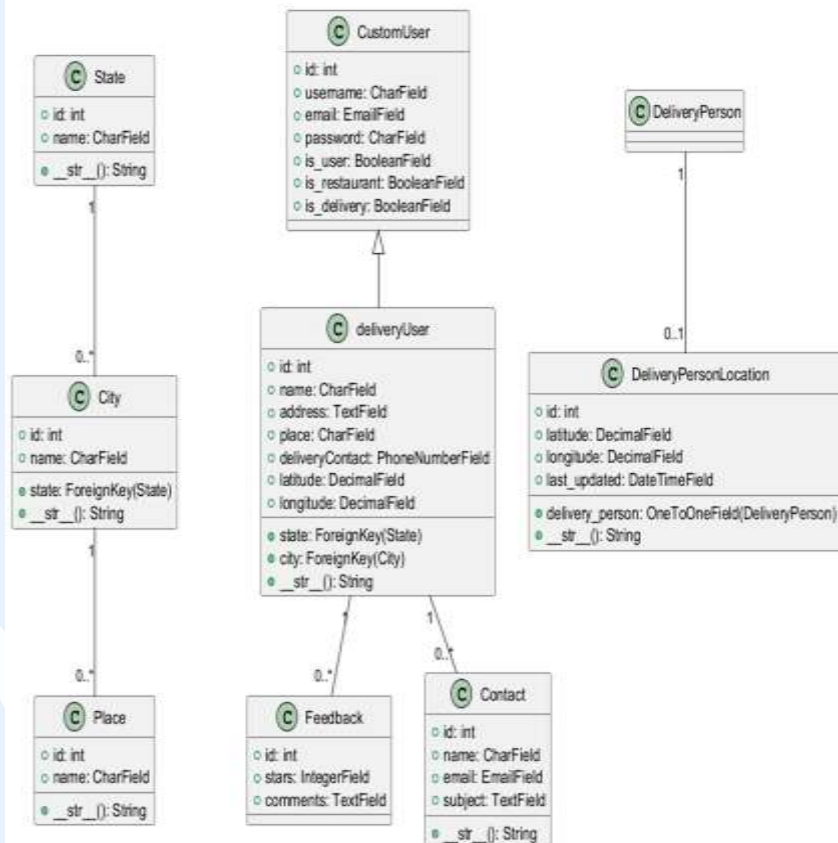 C State
id: int
name: CharField
__str__(): String
1
0..*
C City
id: int
name: CharField
state: ForeignKey(State)
__str__(): String
1
0..*
C Place
id: int
name: CharField
__str__(): String
C CustomUser
id: int
username: CharField
email: EmailField
password: CharField
is_user: BooleanField
is_restaurant: BooleanField
is_delivery: BooleanField
C deliveryUser
id: int
name: CharField
address: TextField
place: CharField
deliveryContact: PhoneNumberField
latitude: DecimalField
longitude: DecimalField
state: ForeignKey(State)
city: ForeignKey(City)
__str__(): String
1
0..*
1
0..*
C Feedback
id: int
stars: IntegerField
comments: TextField
C Contact
id: int
name: CharField
email: EmailField
subject: TextField
__str__(): String
C DeliveryPerson
1
0..1
C DeliveryPersonLocation
id: int
latitude: DecimalField
longitude: DecimalField
last_updated: DateTimeField
delivery_person: OneToOneField(DeliveryPerson)
__str__(): String